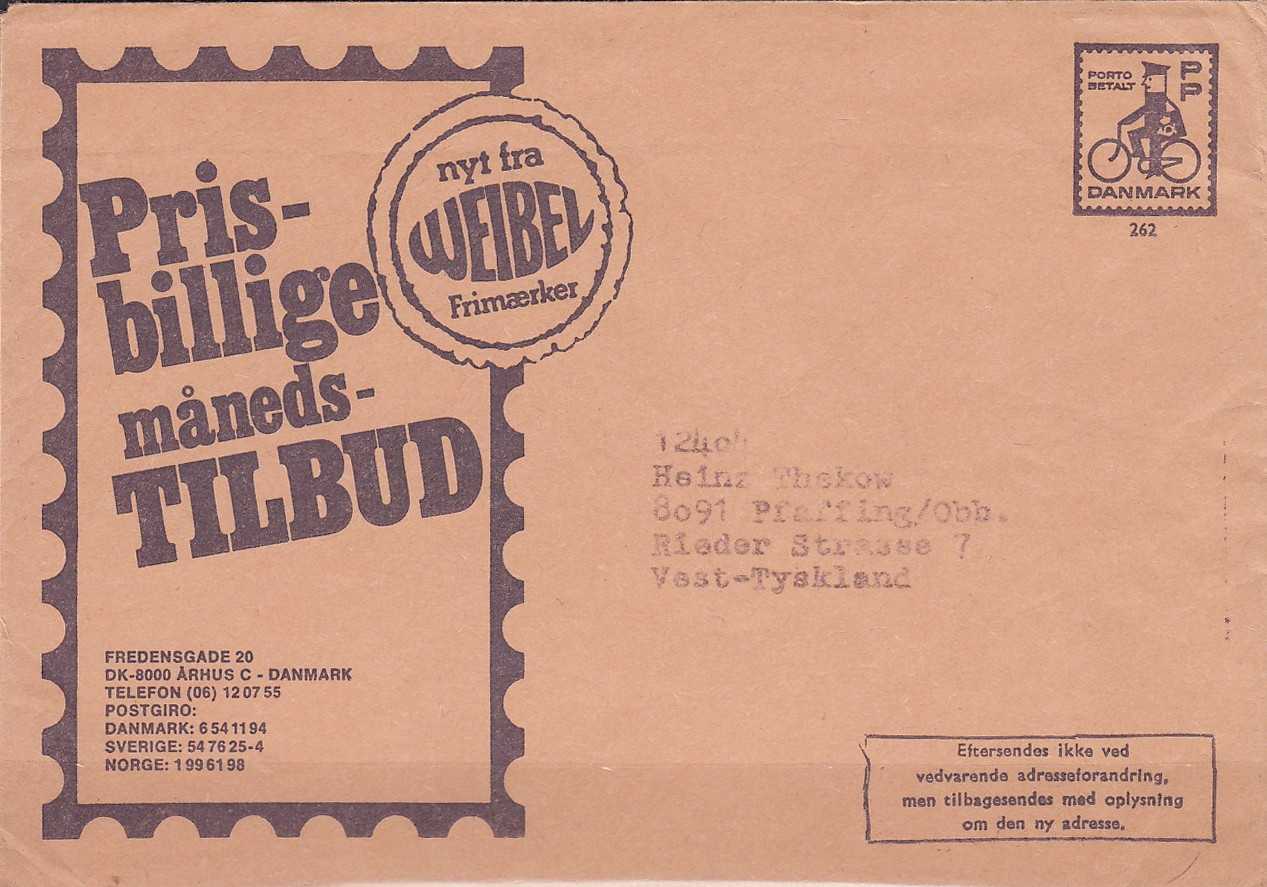 Pris-
billige
måneds-
TILBUD
nyt fra
WEIBEL
Frimærker
FREDENSGADE 20
DK-8000 ÅRHUS C - DANMARK
TELEFON (06) 12 07 55
POSTGIRO:
DANMARK: 6 54 11 94
SVERIGE: 54 76 25-4
NORGE: 1 99 61 98
PORTO
BETALT
P
P
DANMARK
262
Heinz
8o91 Pfaffing/Obb.
Rieder Strasse 7
Vest-Tyskland
Eftersendes ikke ved
vedvarende adresseforandring,
men tilbagesendes med oplysning
om den ny adresse.